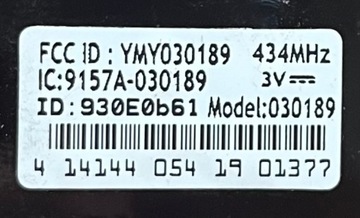 FCC ID : YMY030189 434MHz
IC:9157A-030189 3V⎓
ID:930E0b61 Model:030189
4 14144 054 19 01377